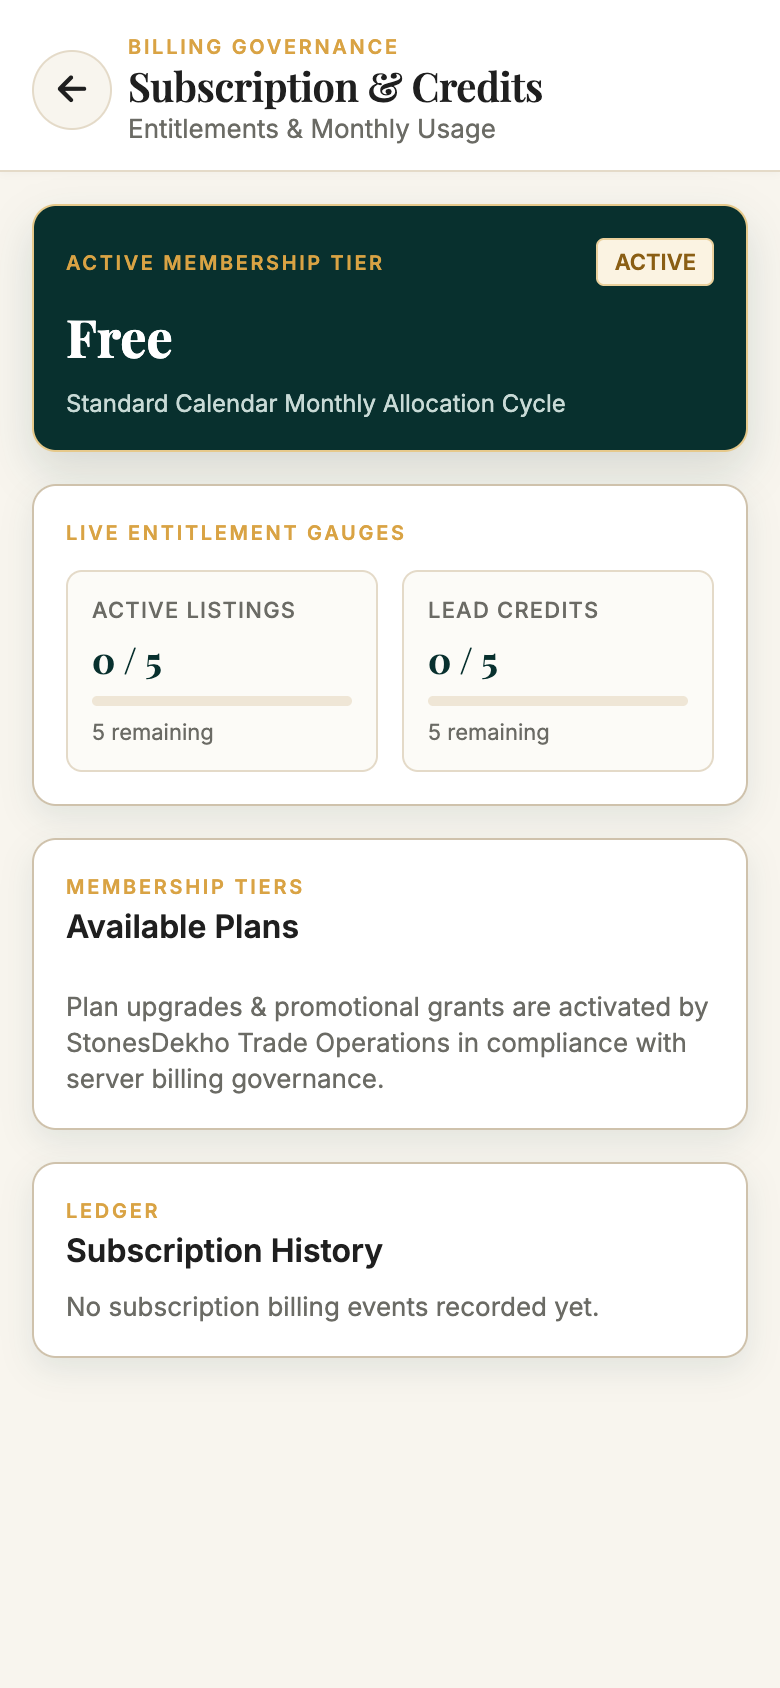 BILLING GOVERNANCE
Subscription & Credits
Entitlements & Monthly Usage
ACTIVE MEMBERSHIP TIER
ACTIVE
Free
Standard Calendar Monthly Allocation Cycle
LIVE ENTITLEMENT GAUGES
ACTIVE LISTINGS
0 / 5
5 remaining
LEAD CREDITS
0 / 5
5 remaining
MEMBERSHIP TIERS
Available Plans
Plan upgrades & promotional grants are activated by
StonesDekho Trade Operations in compliance with
server billing governance.
LEDGER
Subscription History
No subscription billing events recorded yet.